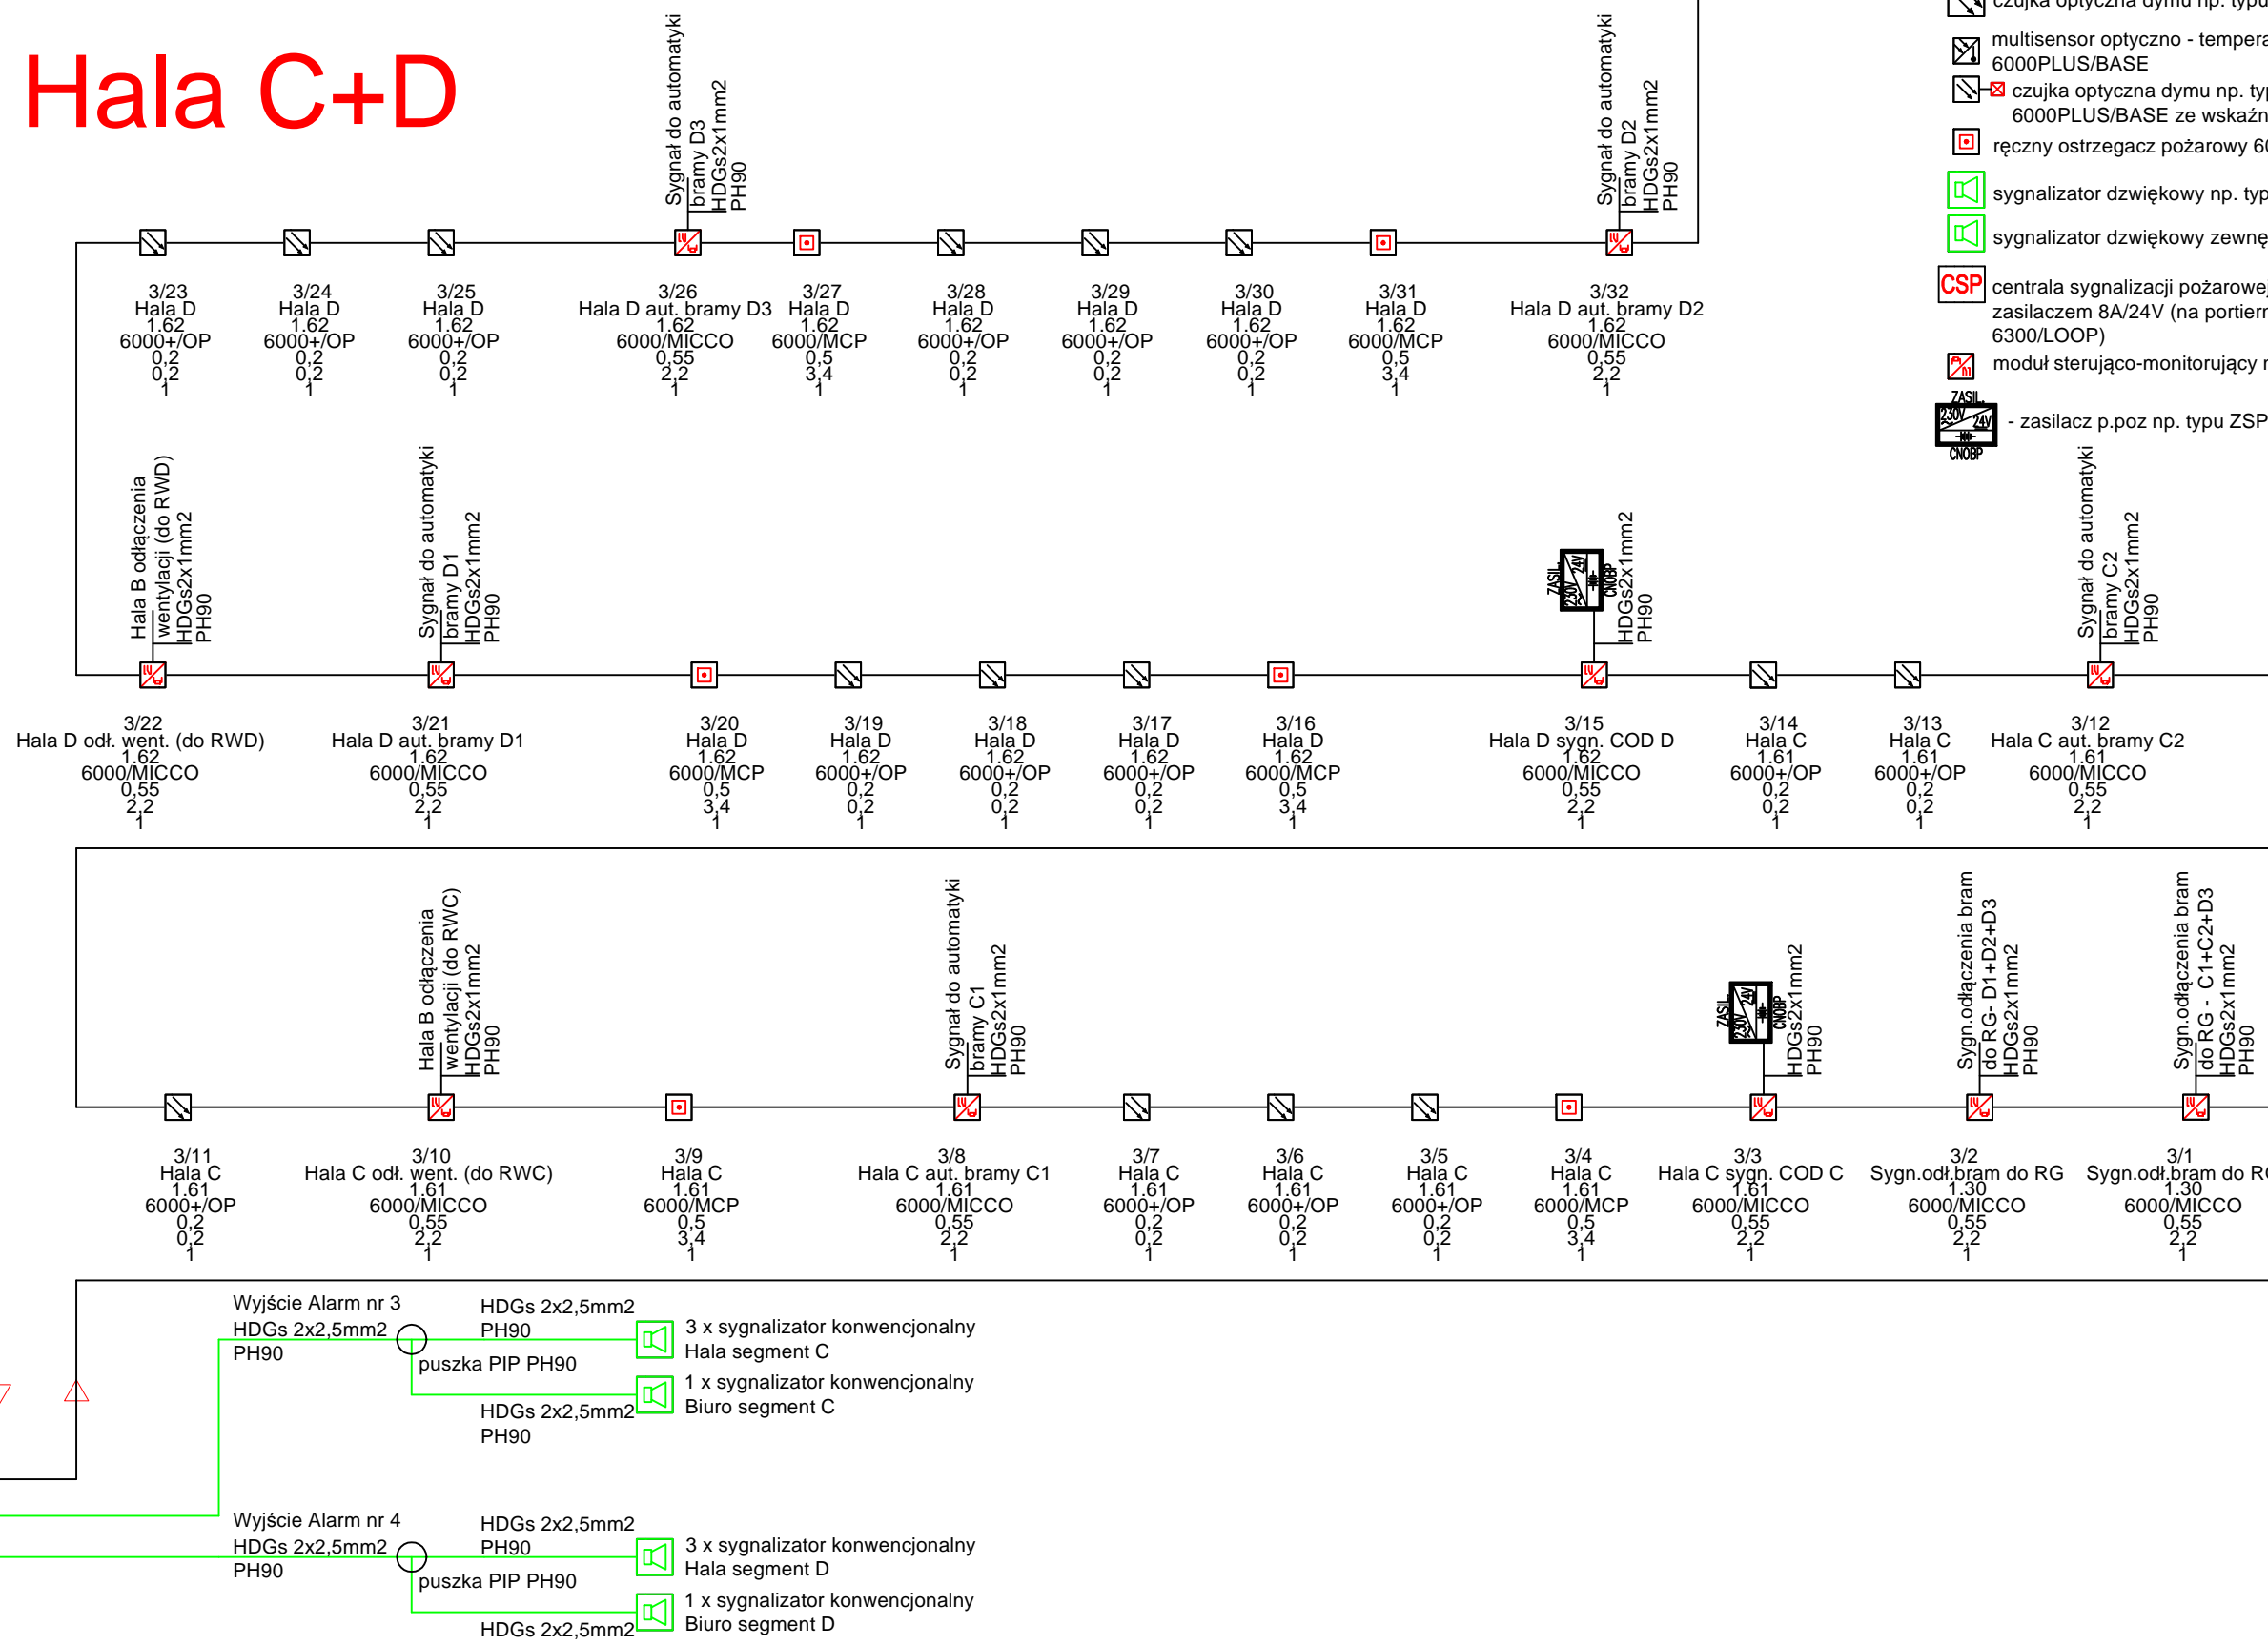 Hala C+D
czujka optyczna dymu np. typu
multisensor optyczno - tempera
6000PLUS/BASE
czujka optyczna dymu np. typ
6000PLUS/BASE ze wskaźn
ręczny ostrzegacz pożarowy 60
sygnalizator dzwiękowy np. typ
sygnalizator dzwiękowy zewnę
CSP
centrala sygnalizacji pożarowej
zasilaczem 8A/24V (na portiern
6300/LOOP)
moduł sterująco-monitorujący
ZASIL.
230V
24V
CNOBP
- zasilacz p.poz np. typu ZSP
Sygnał do automatyki
bramy D3
HDGs2x1mm2
PH90
Sygnał do automatyki
bramy D2
HDGs2x1mm2
PH90
3/23
Hala D
1.62
6000+/OP
0,2
0,2
1
3/24
Hala D
1.62
6000+/OP
0,2
0,2
1
3/25
Hala D
1.62
6000+/OP
0,2
0,2
1
3/26
Hala D aut. bramy D3
1.62
6000/MICCO
0,55
2,2
1
3/27
Hala D
1.62
6000/MCP
0,5
3,4
1
3/28
Hala D
1.62
6000+/OP
0,2
0,2
1
3/29
Hala D
1.62
6000+/OP
0,2
0,2
1
3/30
Hala D
1.62
6000+/OP
0,2
0,2
1
3/31
Hala D
1.62
6000/MCP
0,5
3,4
1
3/32
Hala D aut. bramy D2
1.62
6000/MICCO
0,55
2,2
1
Hala B odłączenia
wentylacji (do RWD)
HDGs2x1mm2
PH90
Sygnał do automatyki
bramy D1
HDGs2x1mm2
PH90
ZASIL.
230V
24V
CNOBP
HDGs2x1mm2
PH90
Sygnał do automatyki
bramy C2
HDGs2x1mm2
PH90
3/22
Hala D odł. went. (do RWD)
1.62
6000/MICCO
0,55
2,2
1
3/21
Hala D aut. bramy D1
1.62
6000/MICCO
0,55
2,2
1
3/20
Hala D
1.62
6000/MCP
0,5
3,4
1
3/19
Hala D
1.62
6000+/OP
0,2
0,2
1
3/18
Hala D
1.62
6000+/OP
0,2
0,2
1
3/17
Hala D
1.62
6000+/OP
0,2
0,2
1
3/16
Hala D
1.62
6000/MCP
0,5
3,4
1
3/15
Hala D sygn. COD D
1.62
6000/MICCO
0,55
2,2
1
3/14
Hala C
1.61
6000+/OP
0,2
0,2
1
3/13
Hala C
1.61
6000+/OP
0,2
0,2
1
3/12
Hala C aut. bramy C2
1.61
6000/MICCO
0,55
2,2
1
Hala B odłączenia
wentylacji (do RWC)
HDGs2x1mm2
PH90
Sygnał do automatyki
bramy C1
HDGs2x1mm2
PH90
ZASIL.
230V
24V
CNOBP
HDGs2x1mm2
PH90
Sygn.odłączenia bram
do RG- D1+D2+D3
HDGs2x1mm2
PH90
Sygn.odłączenia bram
do RG - C1+C2+D3
HDGs2x1mm2
PH90
3/11
Hala C
1.61
6000+/OP
0,2
0,2
1
3/10
Hala C odł. went. (do RWC)
1.61
6000/MICCO
0,55
2,2
1
3/9
Hala C
1.61
6000/MCP
0,5
3,4
1
3/8
Hala C aut. bramy C1
1.61
6000/MICCO
0,55
2,2
1
3/7
Hala C
1.61
6000+/OP
0,2
0,2
1
3/6
Hala C
1.61
6000+/OP
0,2
0,2
1
3/5
Hala C
1.61
6000+/OP
0,2
0,2
1
3/4
Hala C
1.61
6000/MCP
0,5
3,4
1
3/3
Hala C sygn. COD C
1.61
6000/MICCO
0,55
2,2
1
3/2
Sygn.odł.bram do RG
1.30
6000/MICCO
0,55
2,2
1
3/1
Sygn.odł.bram do RG
1.30
6000/MICCO
0,55
2,2
1
Wyjście Alarm nr 3
HDGs 2x2,5mm2
PH90
HDGs 2x2,5mm2
PH90
puszka PIP PH90
3 x sygnalizator konwencjonalny
Hala segment C
1 x sygnalizator konwencjonalny
Biuro segment C
HDGs 2x2,5mm2
PH90
Wyjście Alarm nr 4
HDGs 2x2,5mm2
PH90
HDGs 2x2,5mm2
PH90
puszka PIP PH90
3 x sygnalizator konwencjonalny
Hala segment D
1 x sygnalizator konwencjonalny
Biuro segment D
HDGs 2x2,5mm2